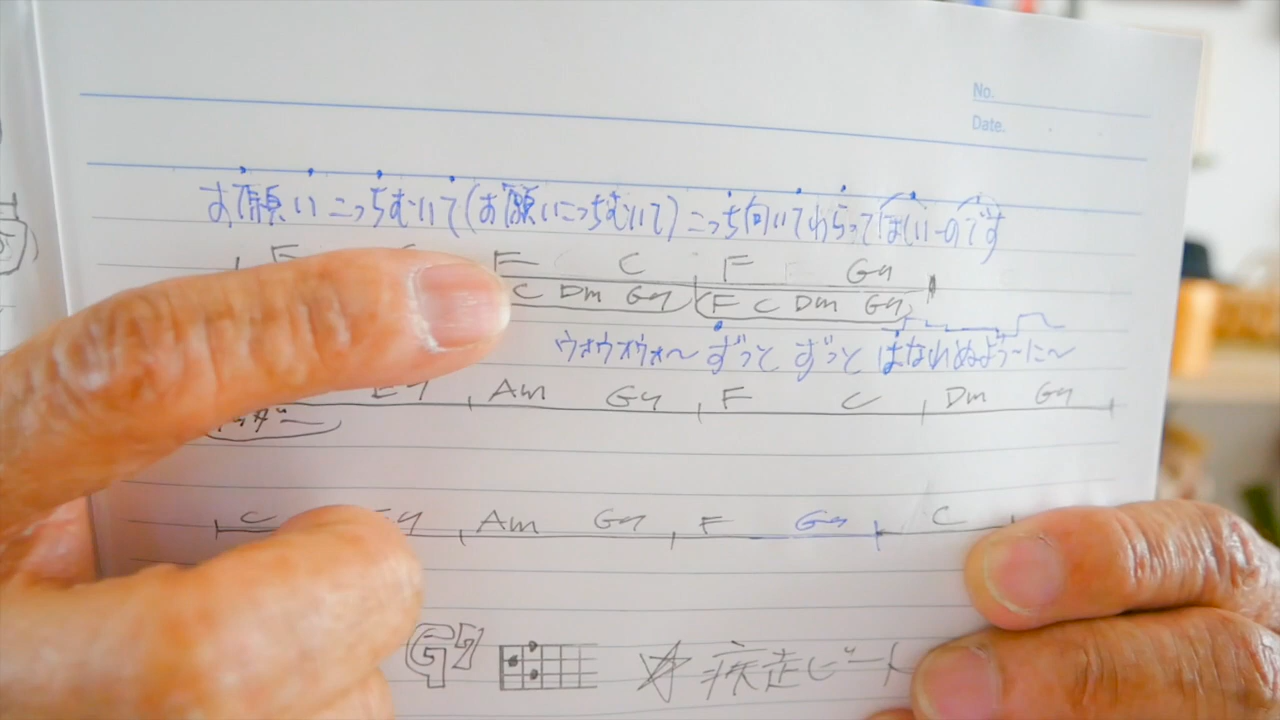 No.
Date.
お願いこっちむいて(お願いこっちむいて)こっち向いてわらってほしいーのです
F C F G7
C Dm G7 (F C Dm G7)
ウォウォウォ〜ずっと ずっと はなれぬよう〜に〜
E7 Am G7 F C Dm G7
C Am G7 F G7 C
G7 ☆疾走ビート